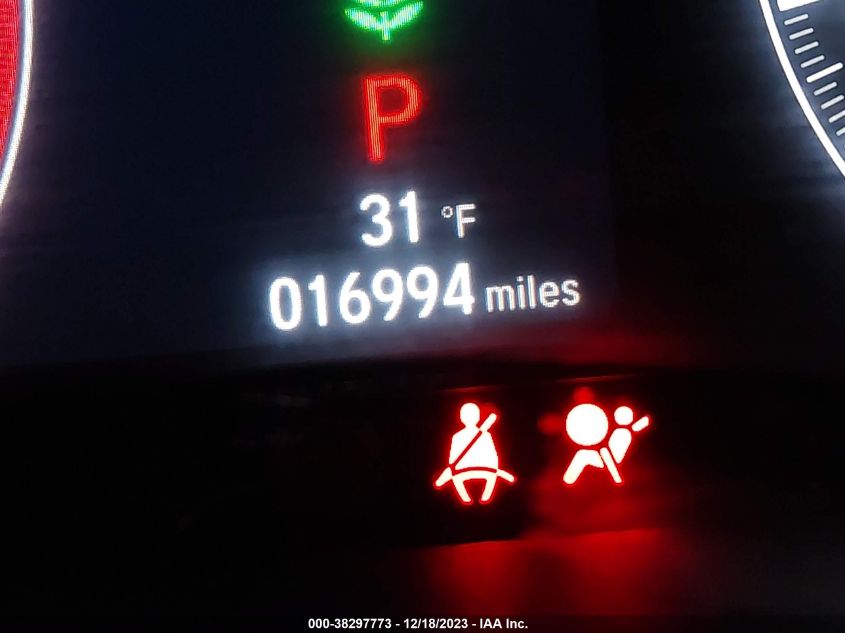 P
31 °F
016994 miles
000-38297773 - 12/18/2023 - IAA Inc.